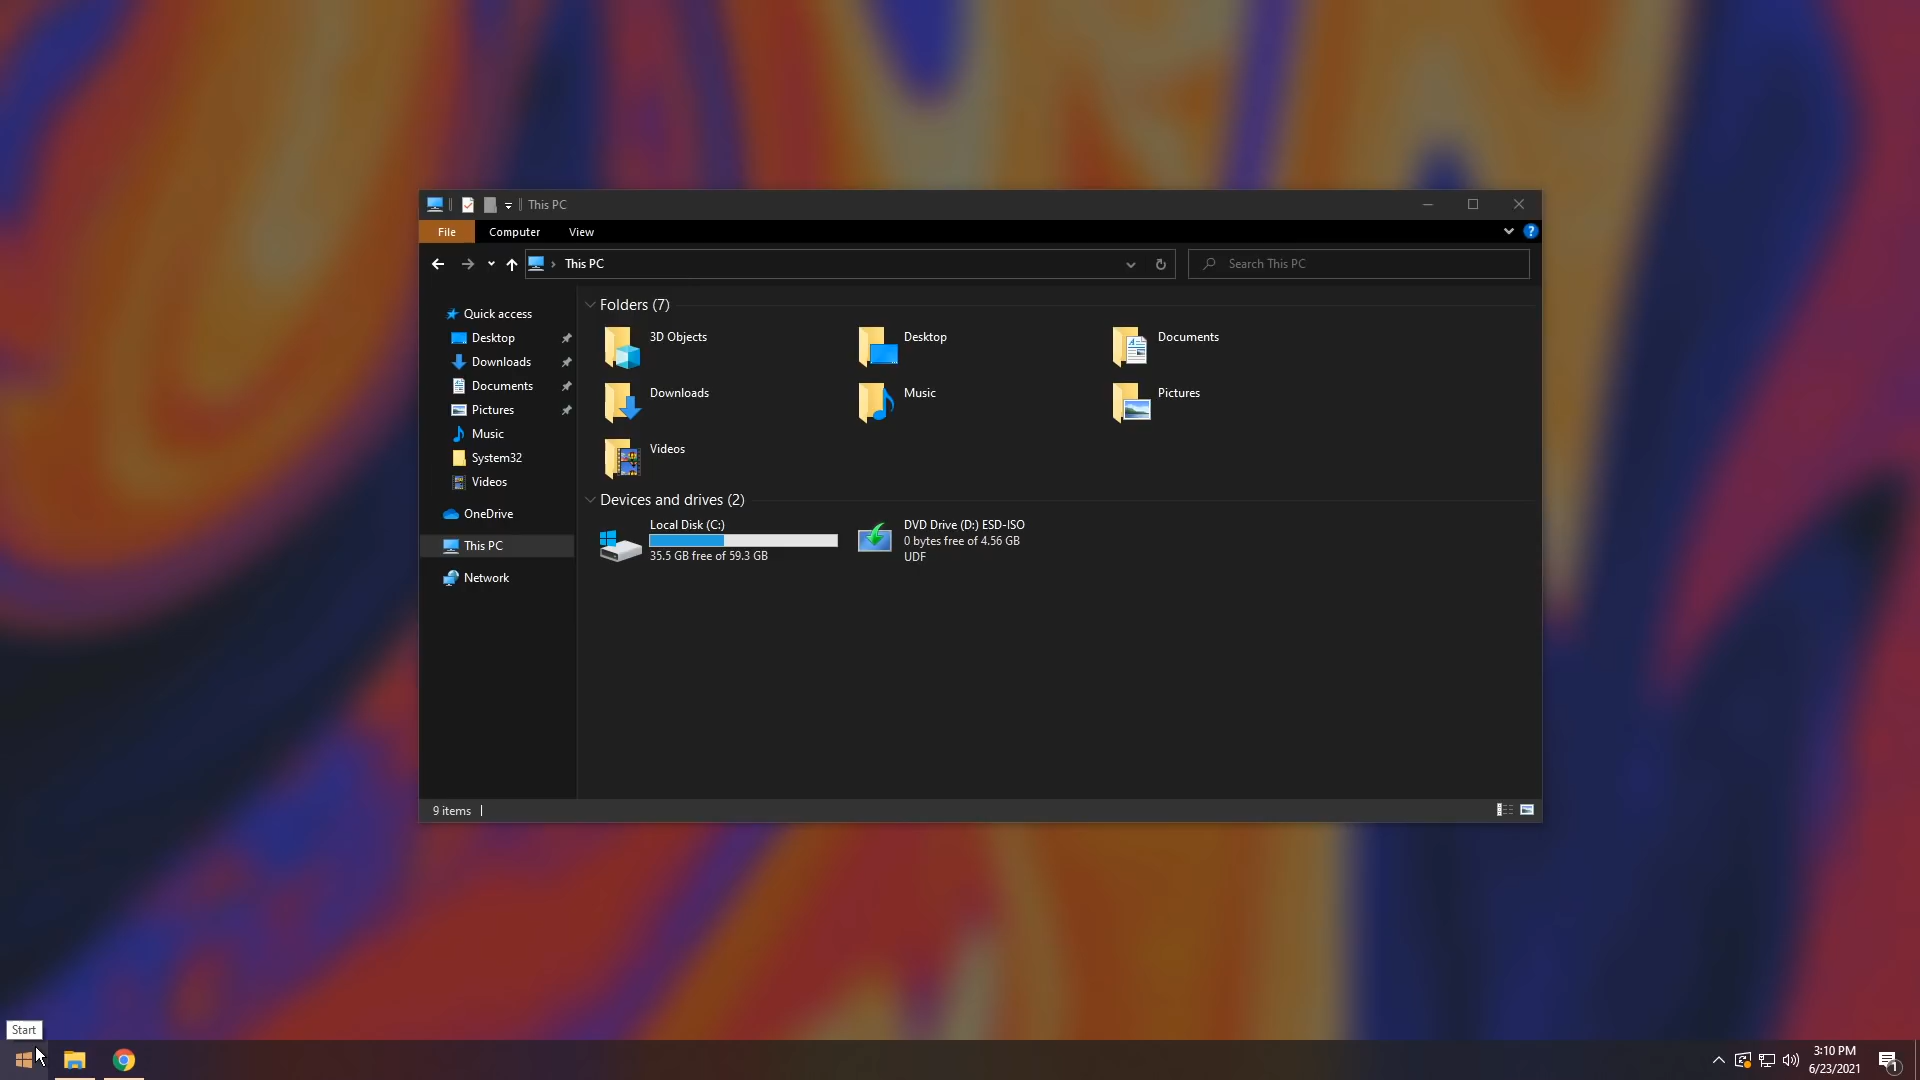 This PC
File
Computer
View
?
This PC
Search This PC
Quick access
Desktop
Downloads
Documents
Pictures
Music
System32
Videos
OneDrive
This PC
Network
Folders (7)
3D Objects
Desktop
Documents
Downloads
Music
Pictures
Videos
Devices and drives (2)
Local Disk (C:)
35.5 GB free of 59.3 GB
DVD Drive (D:) ESD-ISO
0 bytes free of 4.56 GB
UDF
9 items
Start
3:10 PM
6/23/2021
1